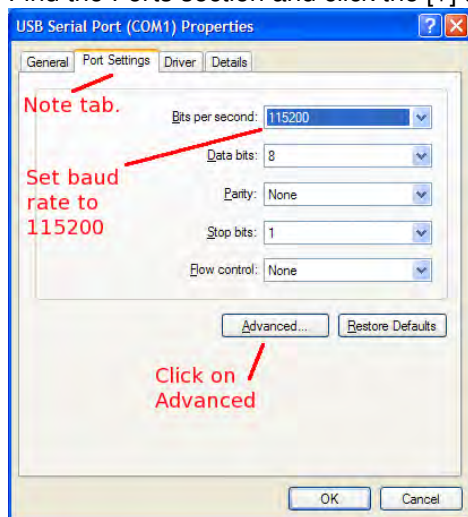 USB Serial Port (COM1) Properties
General Port Settings Driver Details
Note tab.
Bits per second: 115200
Data bits: 8
Set baud
rate to
115200
Parity: None
Stop bits: 1
Flow control: None
Advanced... Restore Defaults
Click on
Advanced
OK Cancel